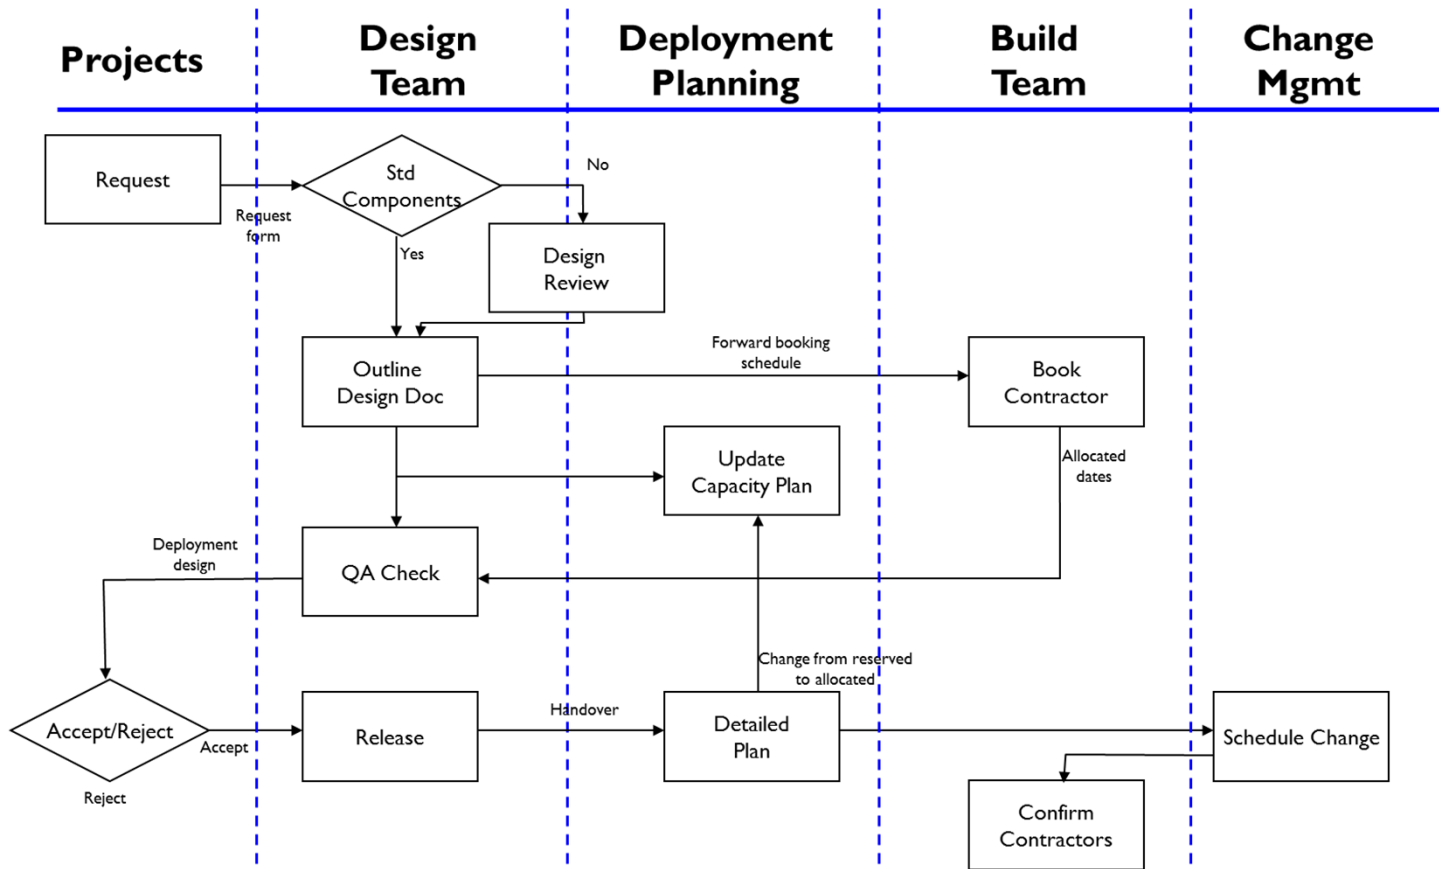 Projects
Design
Team
Deployment
Planning
Build
Team
Change
Mgmt
Request
Request
form
Std
Components
No
Yes
Design
Review
Outline
Design Doc
Forward booking
schedule
Book
Contractor
Update
Capacity Plan
Allocated
dates
Deployment
design
QA Check
Change from reserved
to allocated
Accept/Reject
Accept
Reject
Release
Handover
Detailed
Plan
Schedule Change
Confirm
Contractors